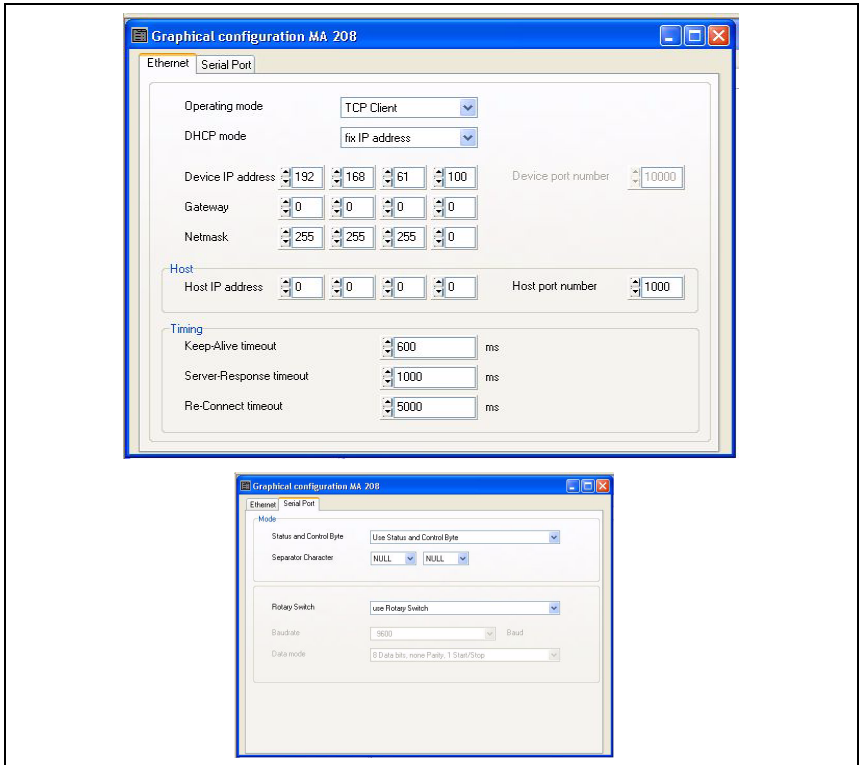 Graphical configuration MA 208
Ethernet Serial Port
Operating mode TCP Client
DHCP mode fix IP address
Device IP address 192 168 61 100 Device port number 10000
Gateway 0 0 0 0
Netmask 255 255 255 0
Host
Host IP address 0 0 0 0 Host port number 1000
Timing
Keep-Alive timeout 600 ms
Server-Response timeout 1000 ms
Re-Connect timeout 5000 ms
Graphical configuration MA 208
Ethernet Serial Port
Mode
Status and Control Byte Use Status and Control Byte
Separator Character NULL NULL
Rotary Switch use Rotary Switch
Baudrate 9600 Baud
Data mode 8 Data bits, none Parity, 1 Start/Stop